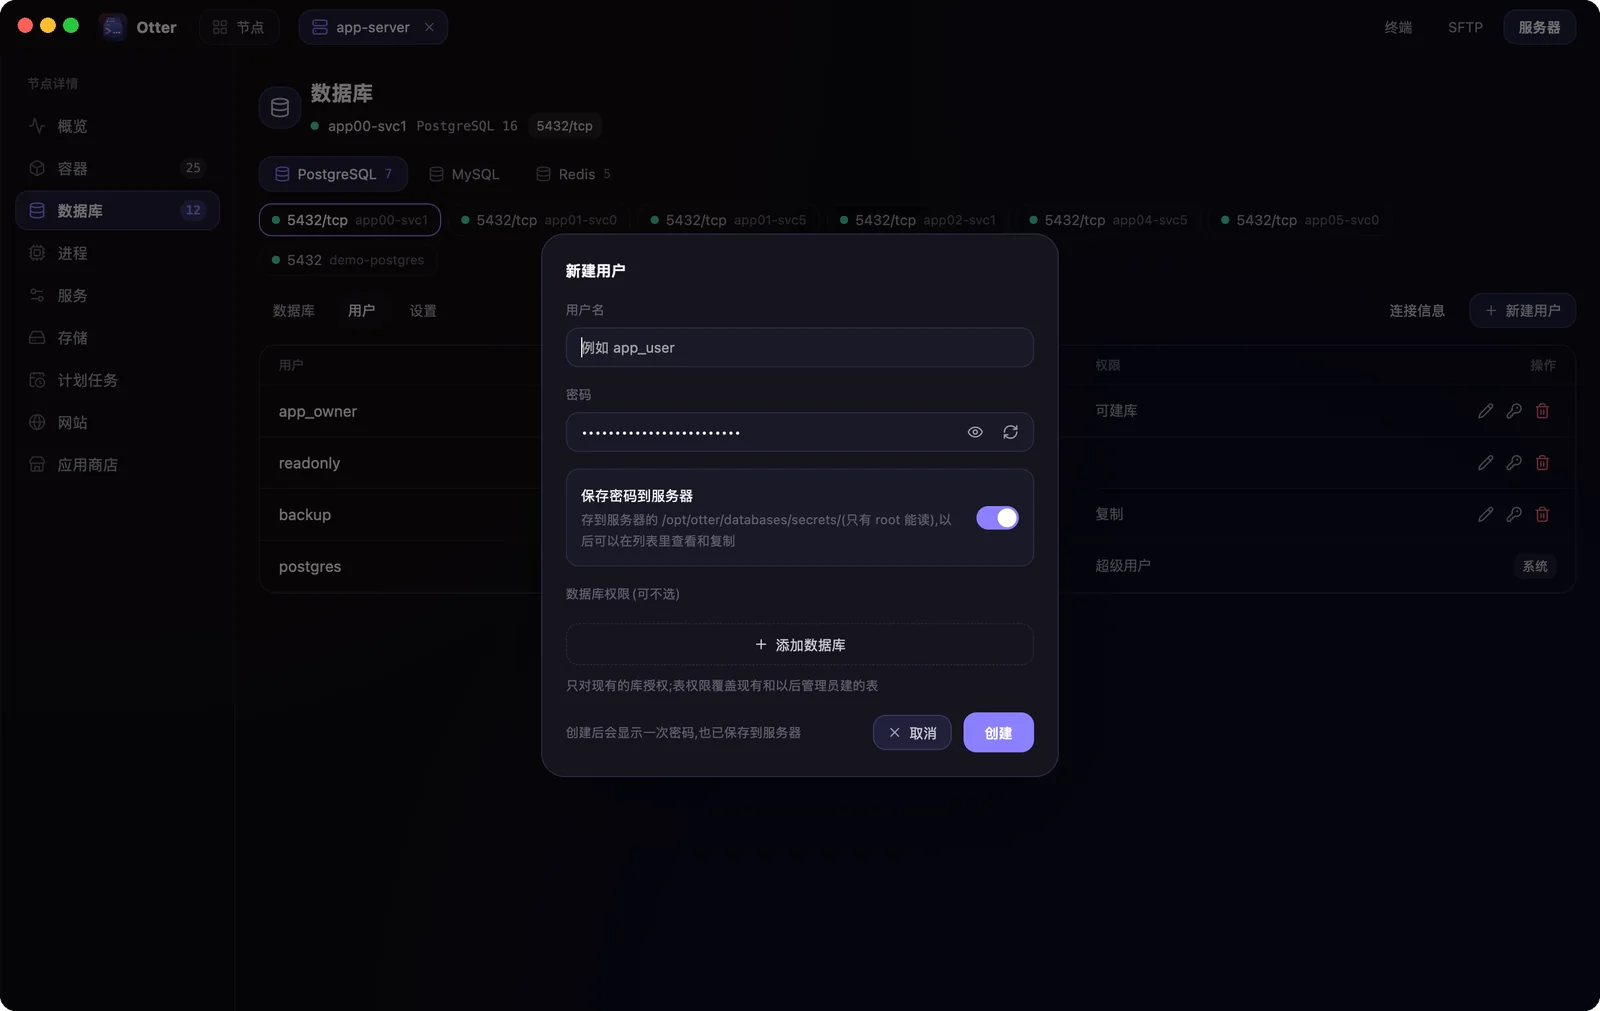 Otter
节点
app-server
终端
SFTP
服务器
节点详情
概览
容器 25
数据库 12
进程
服务
存储
计划任务
网站
应用商店
数据库
app00-svc1 PostgreSQL 16 5432/tcp
PostgreSQL 7
MySQL
Redis 5
5432/tcp app00-svc1
5432/tcp app01-svc0
5432/tcp app01-svc5
5432/tcp app02-svc1
5432/tcp app04-svc5
5432/tcp app05-svc0
5432 demo-postgres
数据库
用户
设置
连接信息
新建用户
用户
权限
操作
app_owner
可建库
readonly
backup
复制
postgres
超级用户
系统
新建用户
用户名
例如 app_user
密码
••••••••••••••••••••••••
保存密码到服务器
存到服务器的 /opt/otter/databases/secrets/(只有 root 能读),以
后可以在列表里查看和复制
数据库权限(可不选)
添加数据库
只对现有的库授权;表权限覆盖现有和以后管理员建的表
创建后会显示一次密码,也已保存到服务器
取消
创建